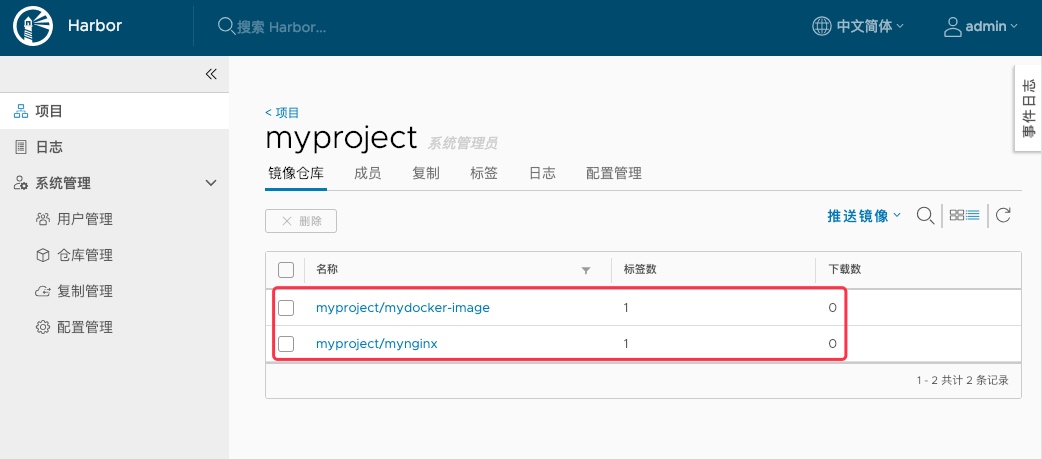 Harbor
搜索 Harbor...
中文简体
admin
事件日志
项目
日志
系统管理
用户管理
仓库管理
复制管理
配置管理
< 项目
myproject 系统管理员
镜像仓库 成员 复制 标签 日志 配置管理
× 删除 推送镜像
名称 标签数 下载数
myproject/mydocker-image 1 0
myproject/mynginx 1 0
1 - 2 共计 2 条记录